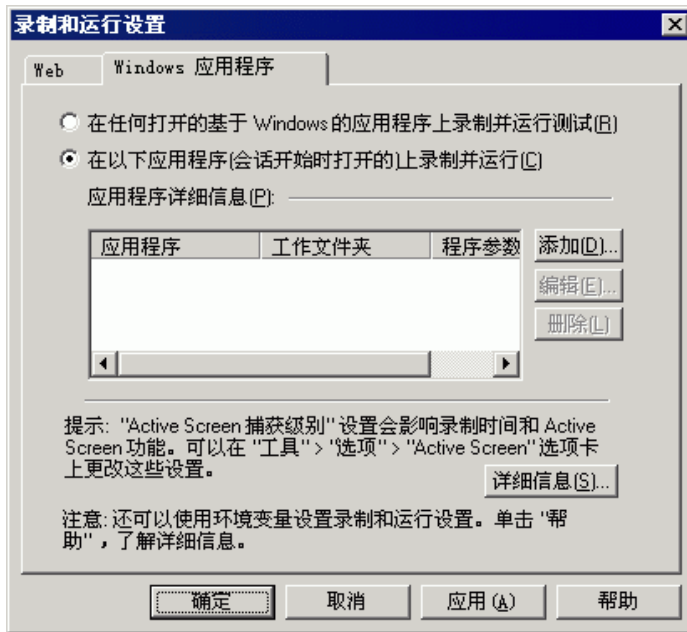 录制和运行设置
Web
Windows 应用程序
在任何打开的基于 Windows 的应用程序上录制并运行测试(R)
在以下应用程序(会话开始时打开的)上录制并运行(C)
应用程序详细信息(P):
应用程序 工作文件夹 程序参数
添加(D)...
编辑(E)...
删除(L)
提示: "Active Screen 捕获级别" 设置会影响录制时间和 Active
Screen 功能。可以在 "工具" > "选项" > "Active Screen" 选项卡
上更改这些设置。
详细信息(S)...
注意: 还可以使用环境变量设置录制和运行设置。单击 "帮
助" ，了解详细信息。
确定 取消 应用 (A) 帮助